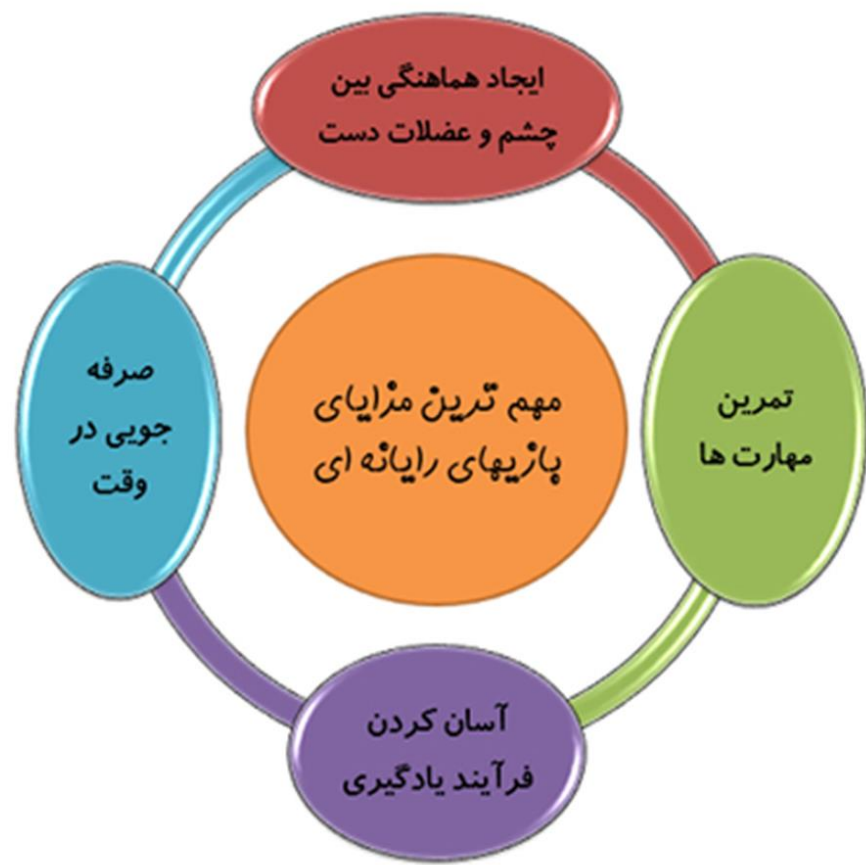 ایجاد هماهنگی بین
چشم و عضلات دست
تمرین
مهارت ها
مهم ترین مزایای
بازیهای رایانه ای
صرفه
جویی در
وقت
آسان کردن
فرآیند یادگیری